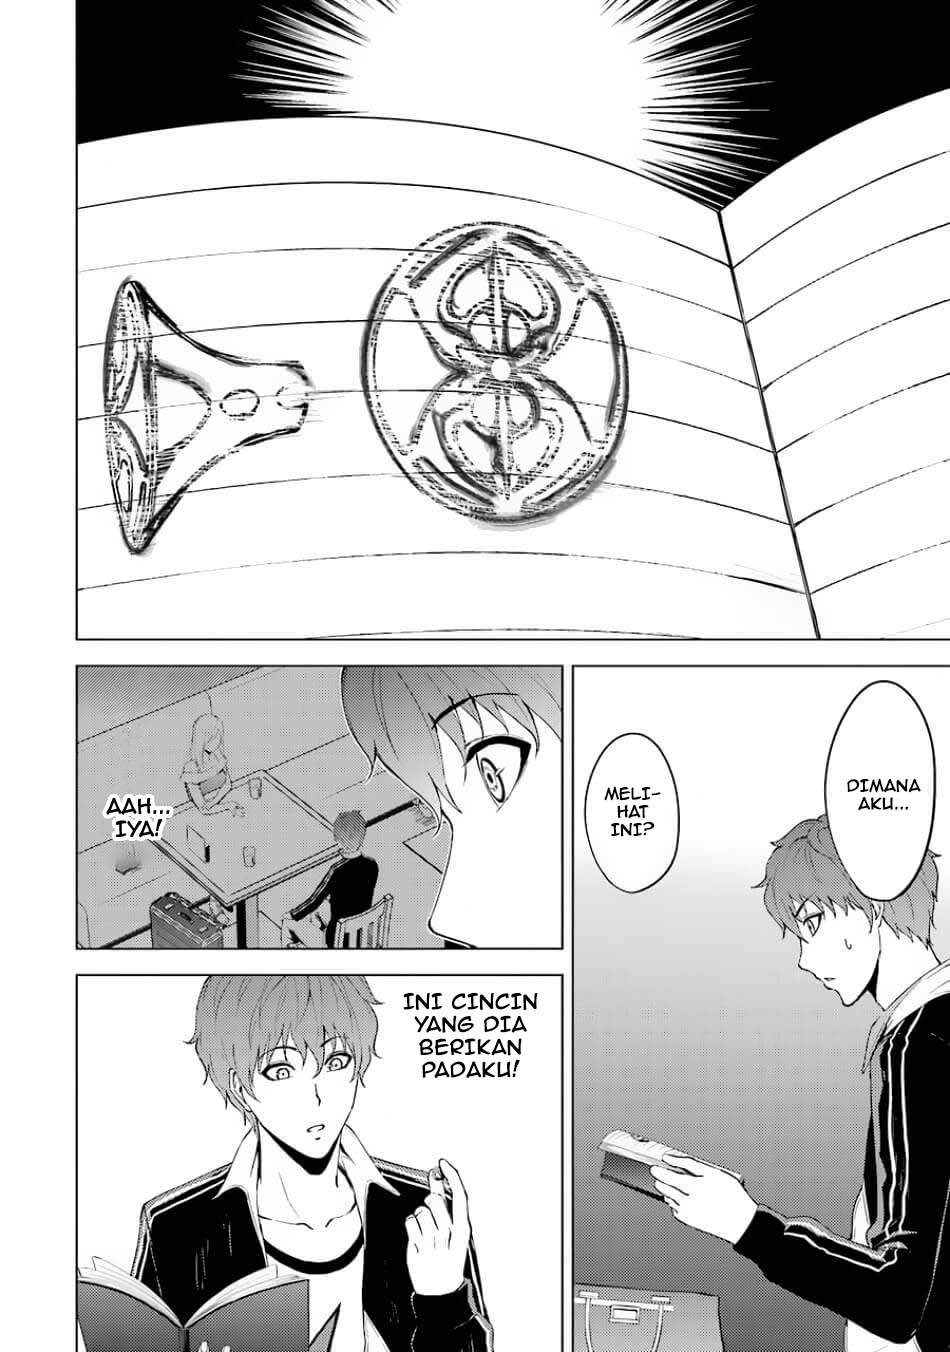 DIMANA
AKU...
MELI-
HAT
INI?
AAH...
IYA!
INI CINCIN
YANG DIA
BERIKAN
PADAKU!